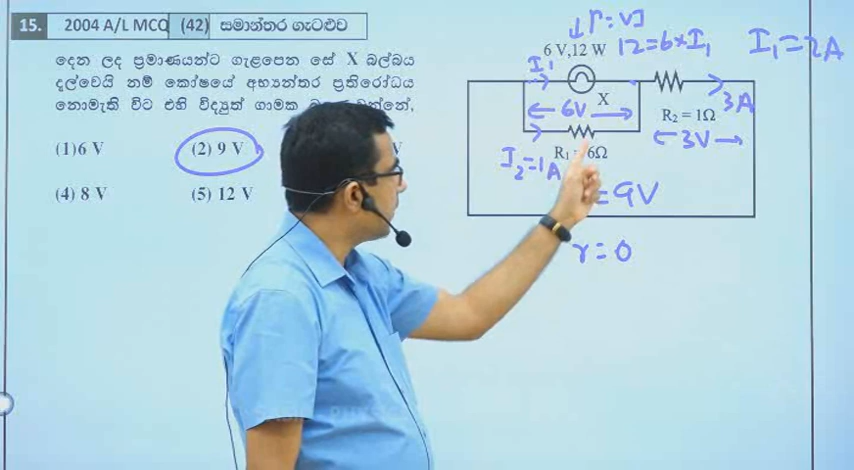 15. 2004 A/L MCQ (42) සමාන්තර ගැටළුව
දෙන ලද ප්‍රමාණයන්ට ගැළපෙන සේ X බල්බය
දල්වෙයි නම් කෝෂයේ අභ්‍යන්තර ප්‍රතිරෝධය
නොමැති විට එහි විද්‍යුත් ගාමක
(1) 6 V (2) 9 V V
(4) 8 V (5) 12 V
↓P = VI
6 V, 12 W 12 = 6 × I₁ I₁ = 2A
I₁
X
6V 3A
R₂ = 1Ω
3V
R₁ = 6Ω
I₂ = 1A
= 9V
r = 0